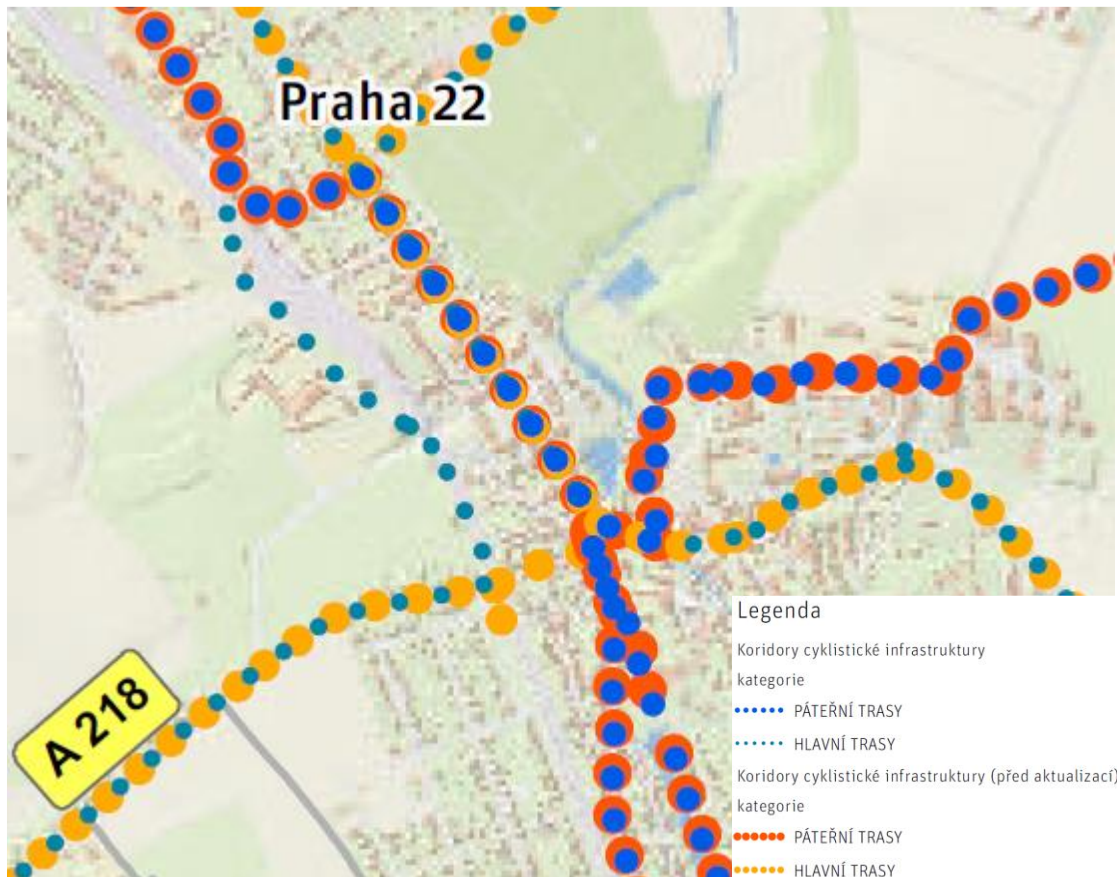 Praha 22
A 218
Legenda
Koridory cyklistické infrastruktury
kategorie
PÁTEŘNÍ TRASY
HLAVNÍ TRASY
Koridory cyklistické infrastruktury (před aktualizací)
kategorie
PÁTEŘNÍ TRASY
HLAVNÍ TRASY